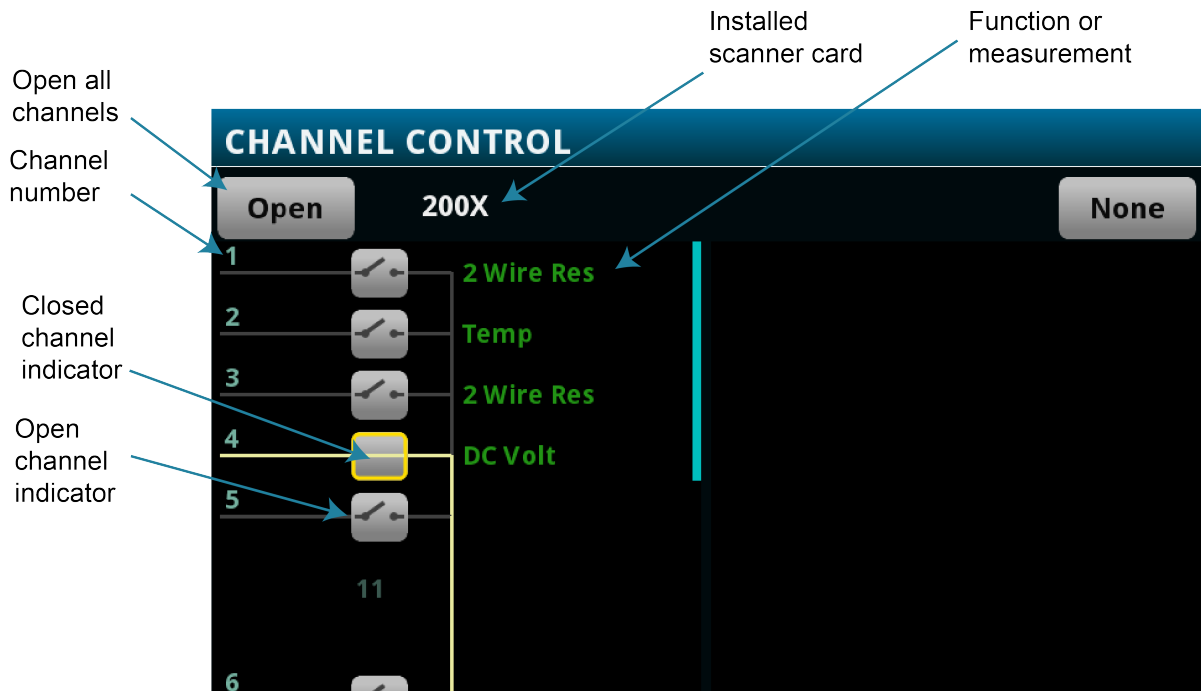 Installed
scanner card
Function or
measurement
Open all
channels
Channel
number
CHANNEL CONTROL
Open
200X
None
1
2 Wire Res
2
Temp
Closed
channel
indicator
3
2 Wire Res
4
DC Volt
Open
channel
indicator
5
11
6